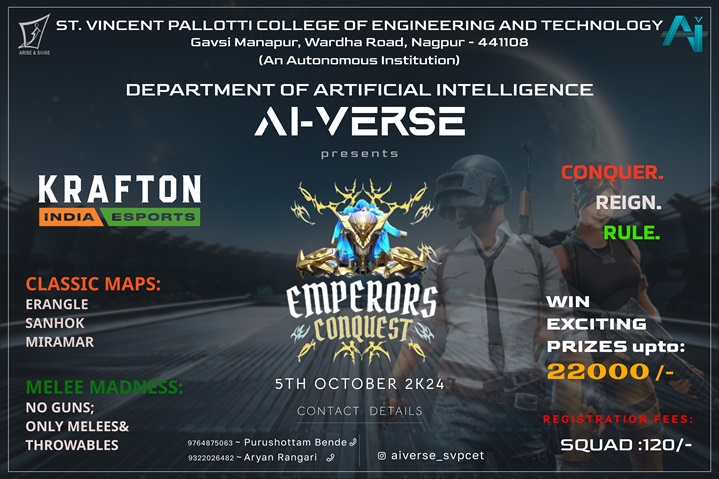 ST. VINCENT PALLOTTI COLLEGE OF ENGINEERING AND TECHNOLOGY
Gavsi Manapur, Wardha Road, Nagpur - 441108
(An Autonomous Institution)
ARISE & SHINE
Ai
DEPARTMENT OF ARTIFICIAL INTELLIGENCE
AI-VERSE
presents
KRAFTON
INDIA ESPORTS
CONQUER.
REIGN.
RULE.
EMPERORS
CONQUEST
CLASSIC MAPS:
ERANGLE
SANHOK
MIRAMAR
MELEE MADNESS:
NO GUNS;
ONLY MELEES&
THROWABLES
WIN
EXCITING
PRIZES upto:
22000 /-
5TH OCTOBER 2K24
CONTACT DETAILS
9764875063 ~ Purushottam Bende
9322026482 ~ Aryan Rangari
aiverse_svpcet
REGISTRATION FEES:
SQUAD :120/-